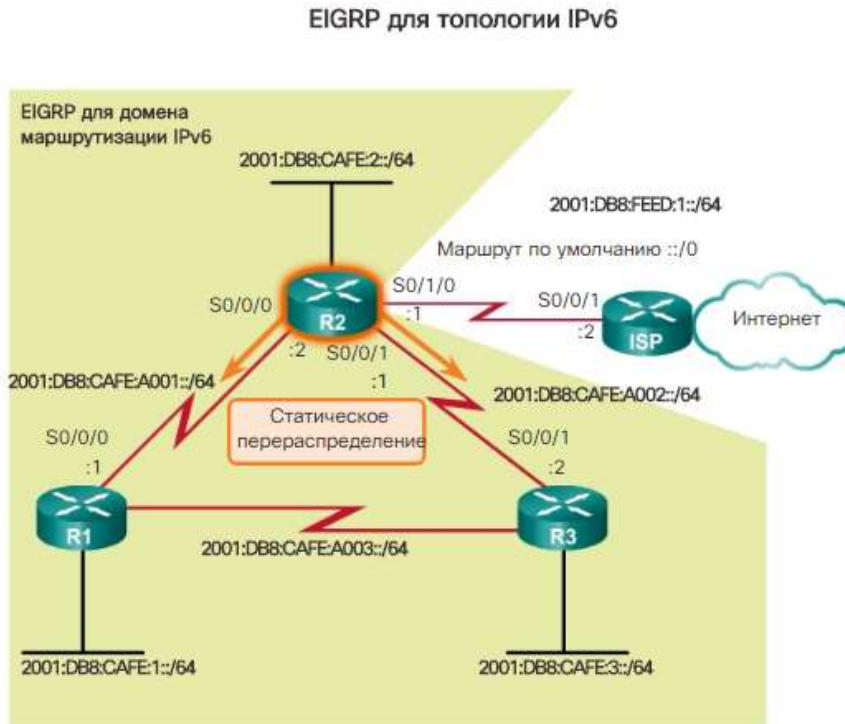 EIGRP для топологии IPv6
EIGRP для домена
маршрутизации IPv6
2001:DB8:CAFE:2::/64
2001:DB8:FEED:1::/64
Маршрут по умолчанию ::/0
S0/0/0
R2
S0/1/0
:1
S0/0/1
:2
ISP
Интернет
:2
S0/0/1
:1
2001:DB8:CAFE:A001::/64
2001:DB8:CAFE:A002::/64
Статическое
перераспределение
S0/0/0
:1
S0/0/1
:2
R1
R3
2001:DB8:CAFE:A003::/64
2001:DB8:CAFE:1::/64
2001:DB8:CAFE:3::/64